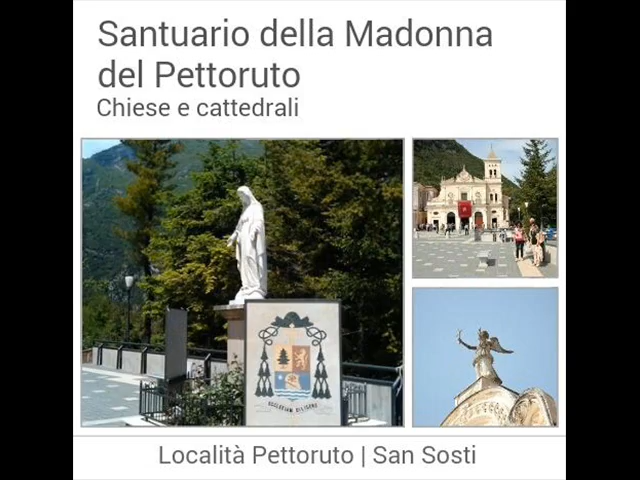 Santuario della Madonna
del Pettoruto
Chiese e cattedrali
Località Pettoruto | San Sosti